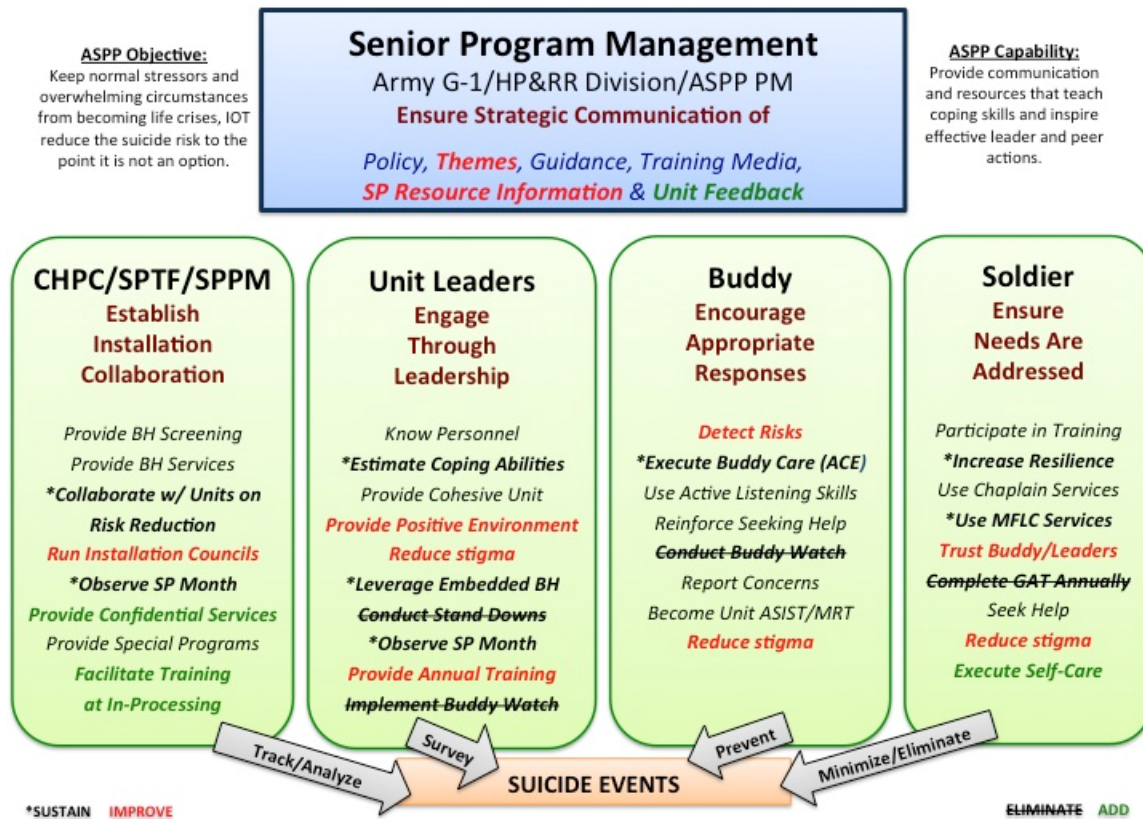 ASPP Objective:
Keep normal stressors and
overwhelming circumstances
from becoming life crises, IOT
reduce the suicide risk to the
point it is not an option.
Senior Program Management
Army G-1/HP&RR Division/ASPP PM
Ensure Strategic Communication of
Policy, Themes, Guidance, Training Media,
SP Resource Information & Unit Feedback
ASPP Capability:
Provide communication
and resources that teach
coping skills and inspire
effective leader and peer
actions.
CHPC/SPTF/SPPM
Establish
Installation
Collaboration
Provide BH Screening
Provide BH Services
*Collaborate w/ Units on
Risk Reduction
Run Installation Councils
*Observe SP Month
Provide Confidential Services
Provide Special Programs
Facilitate Training
at In-Processing
Unit Leaders
Engage
Through
Leadership
Know Personnel
*Estimate Coping Abilities
Provide Cohesive Unit
Provide Positive Environment
Reduce stigma
*Leverage Embedded BH
Conduct Stand Downs
*Observe SP Month
Provide Annual Training
Implement Buddy Watch
Buddy
Encourage
Appropriate
Responses
Detect Risks
*Execute Buddy Care (ACE)
Use Active Listening Skills
Reinforce Seeking Help
Conduct Buddy Watch
Report Concerns
Become Unit ASIST/MRT
Reduce stigma
Soldier
Ensure
Needs Are
Addressed
Participate in Training
*Increase Resilience
Use Chaplain Services
*Use MFLC Services
Trust Buddy/Leaders
Complete GAT Annually
Seek Help
Reduce stigma
Execute Self-Care
Track/Analyze
Survey
Prevent
Minimize/Eliminate
SUICIDE EVENTS
*SUSTAIN IMPROVE
ELIMINATE ADD